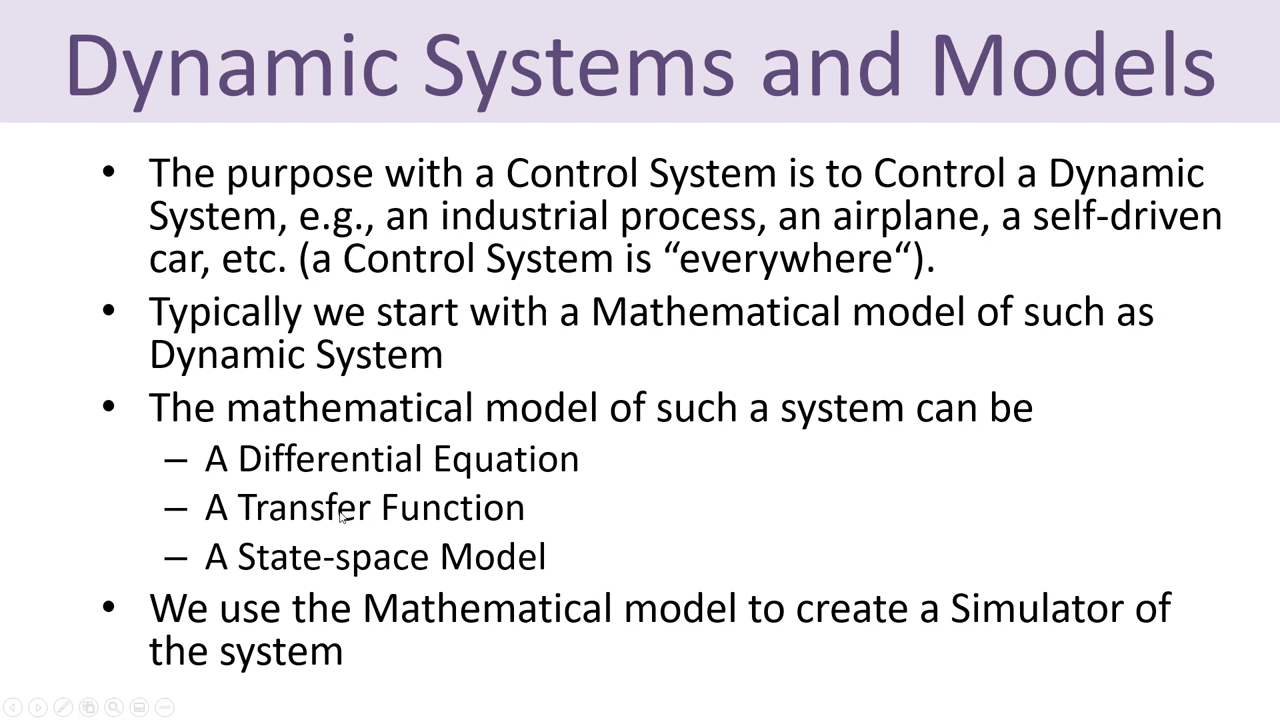 Dynamic Systems and Models
• The purpose with a Control System is to Control a Dynamic
System, e.g., an industrial process, an airplane, a self-driven
car, etc. (a Control System is “everywhere“).
• Typically we start with a Mathematical model of such as
Dynamic System
• The mathematical model of such a system can be
– A Differential Equation
– A Transfer Function
– A State-space Model
• We use the Mathematical model to create a Simulator of
the system